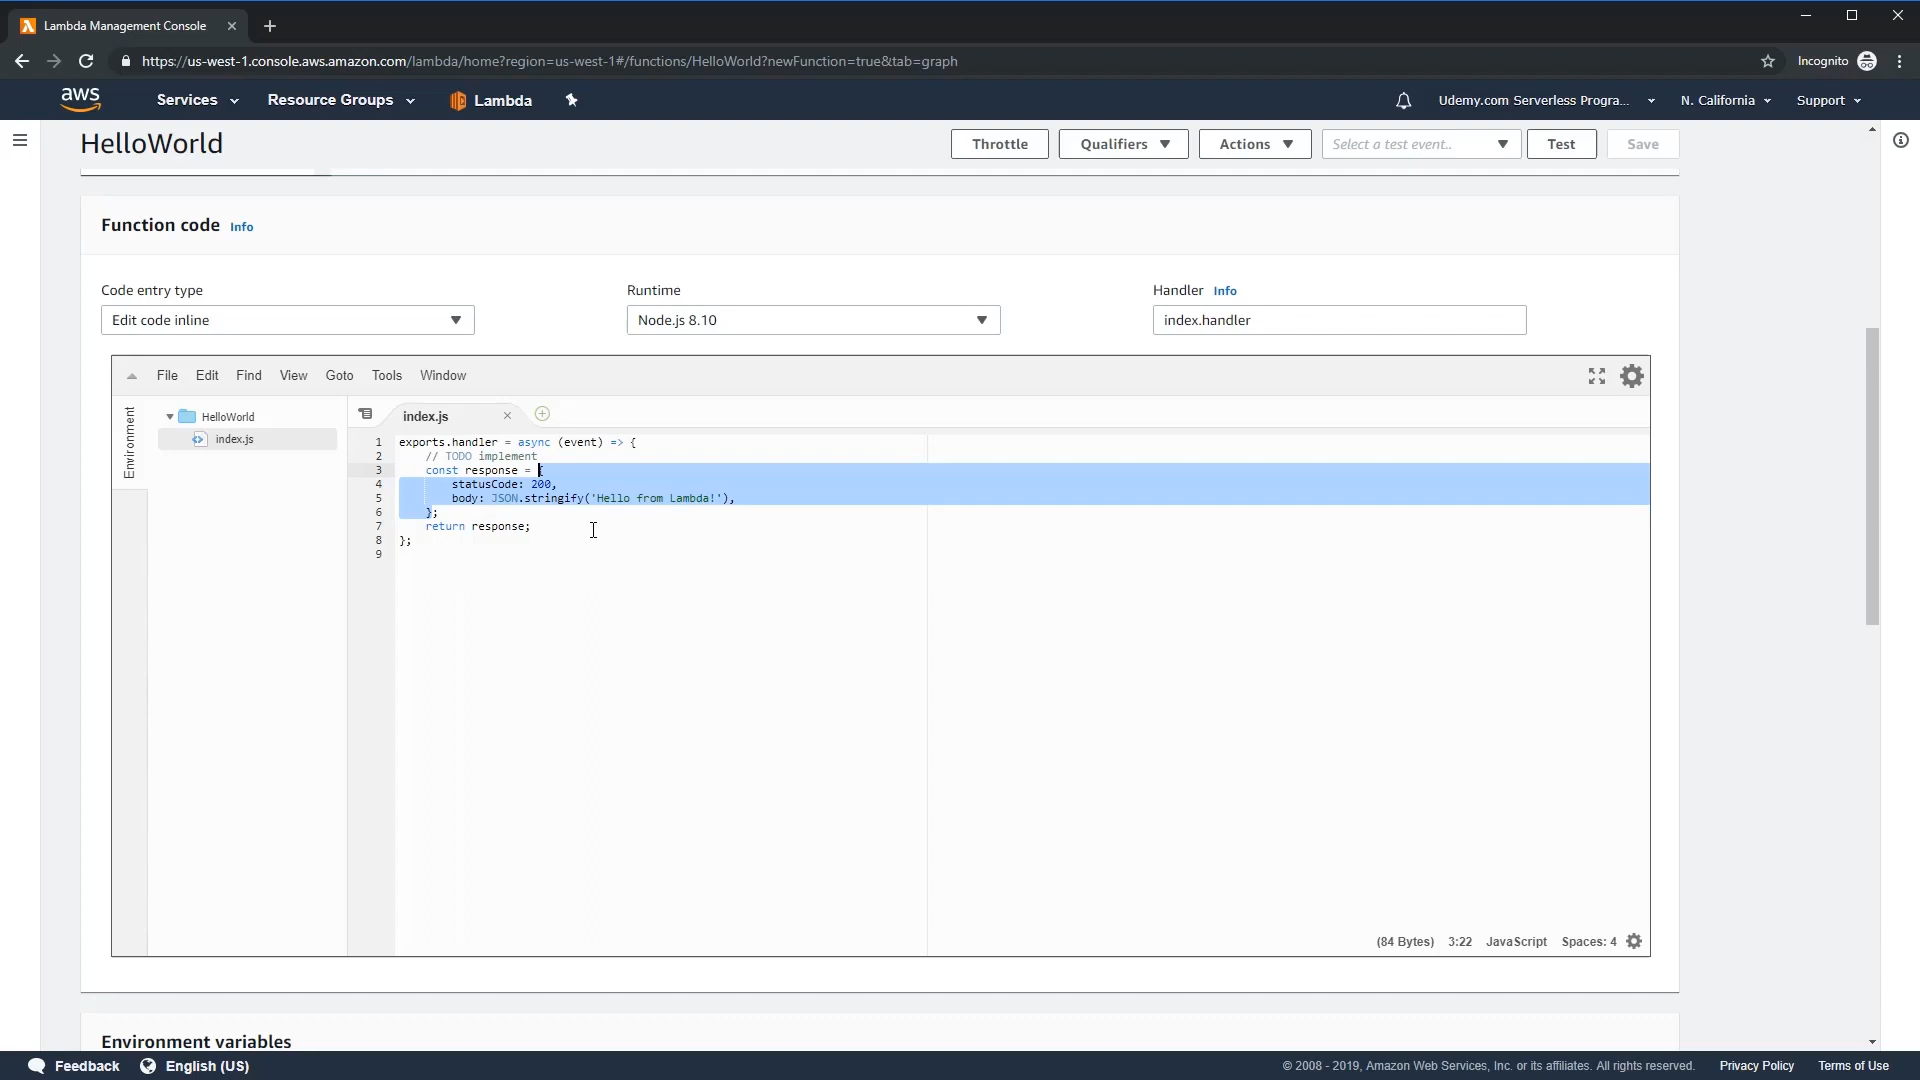 Lambda Management Console
https://us-west-1.console.aws.amazon.com/lambda/home?region=us-west-1#/functions/HelloWorld?newFunction=true&tab=graph
Incognito
aws Services Resource Groups Lambda Udemy.com Serverless Progra... N. California Support
HelloWorld Throttle Qualifiers Actions Select a test event.. Test Save
Function code Info
Code entry type Runtime Handler Info
Edit code inline Node.js 8.10 index.handler
File Edit Find View Goto Tools Window
Environment
HelloWorld
index.js
index.js
1 exports.handler = async (event) => {
2 // TODO implement
3 const response = {
4 statusCode: 200,
5 body: JSON.stringify('Hello from Lambda!'),
6 };
7 return response;
8 };
9
(84 Bytes) 3:22 JavaScript Spaces: 4
Environment variables
Feedback English (US) © 2008 - 2019, Amazon Web Services, Inc. or its affiliates. All rights reserved. Privacy Policy Terms of Use